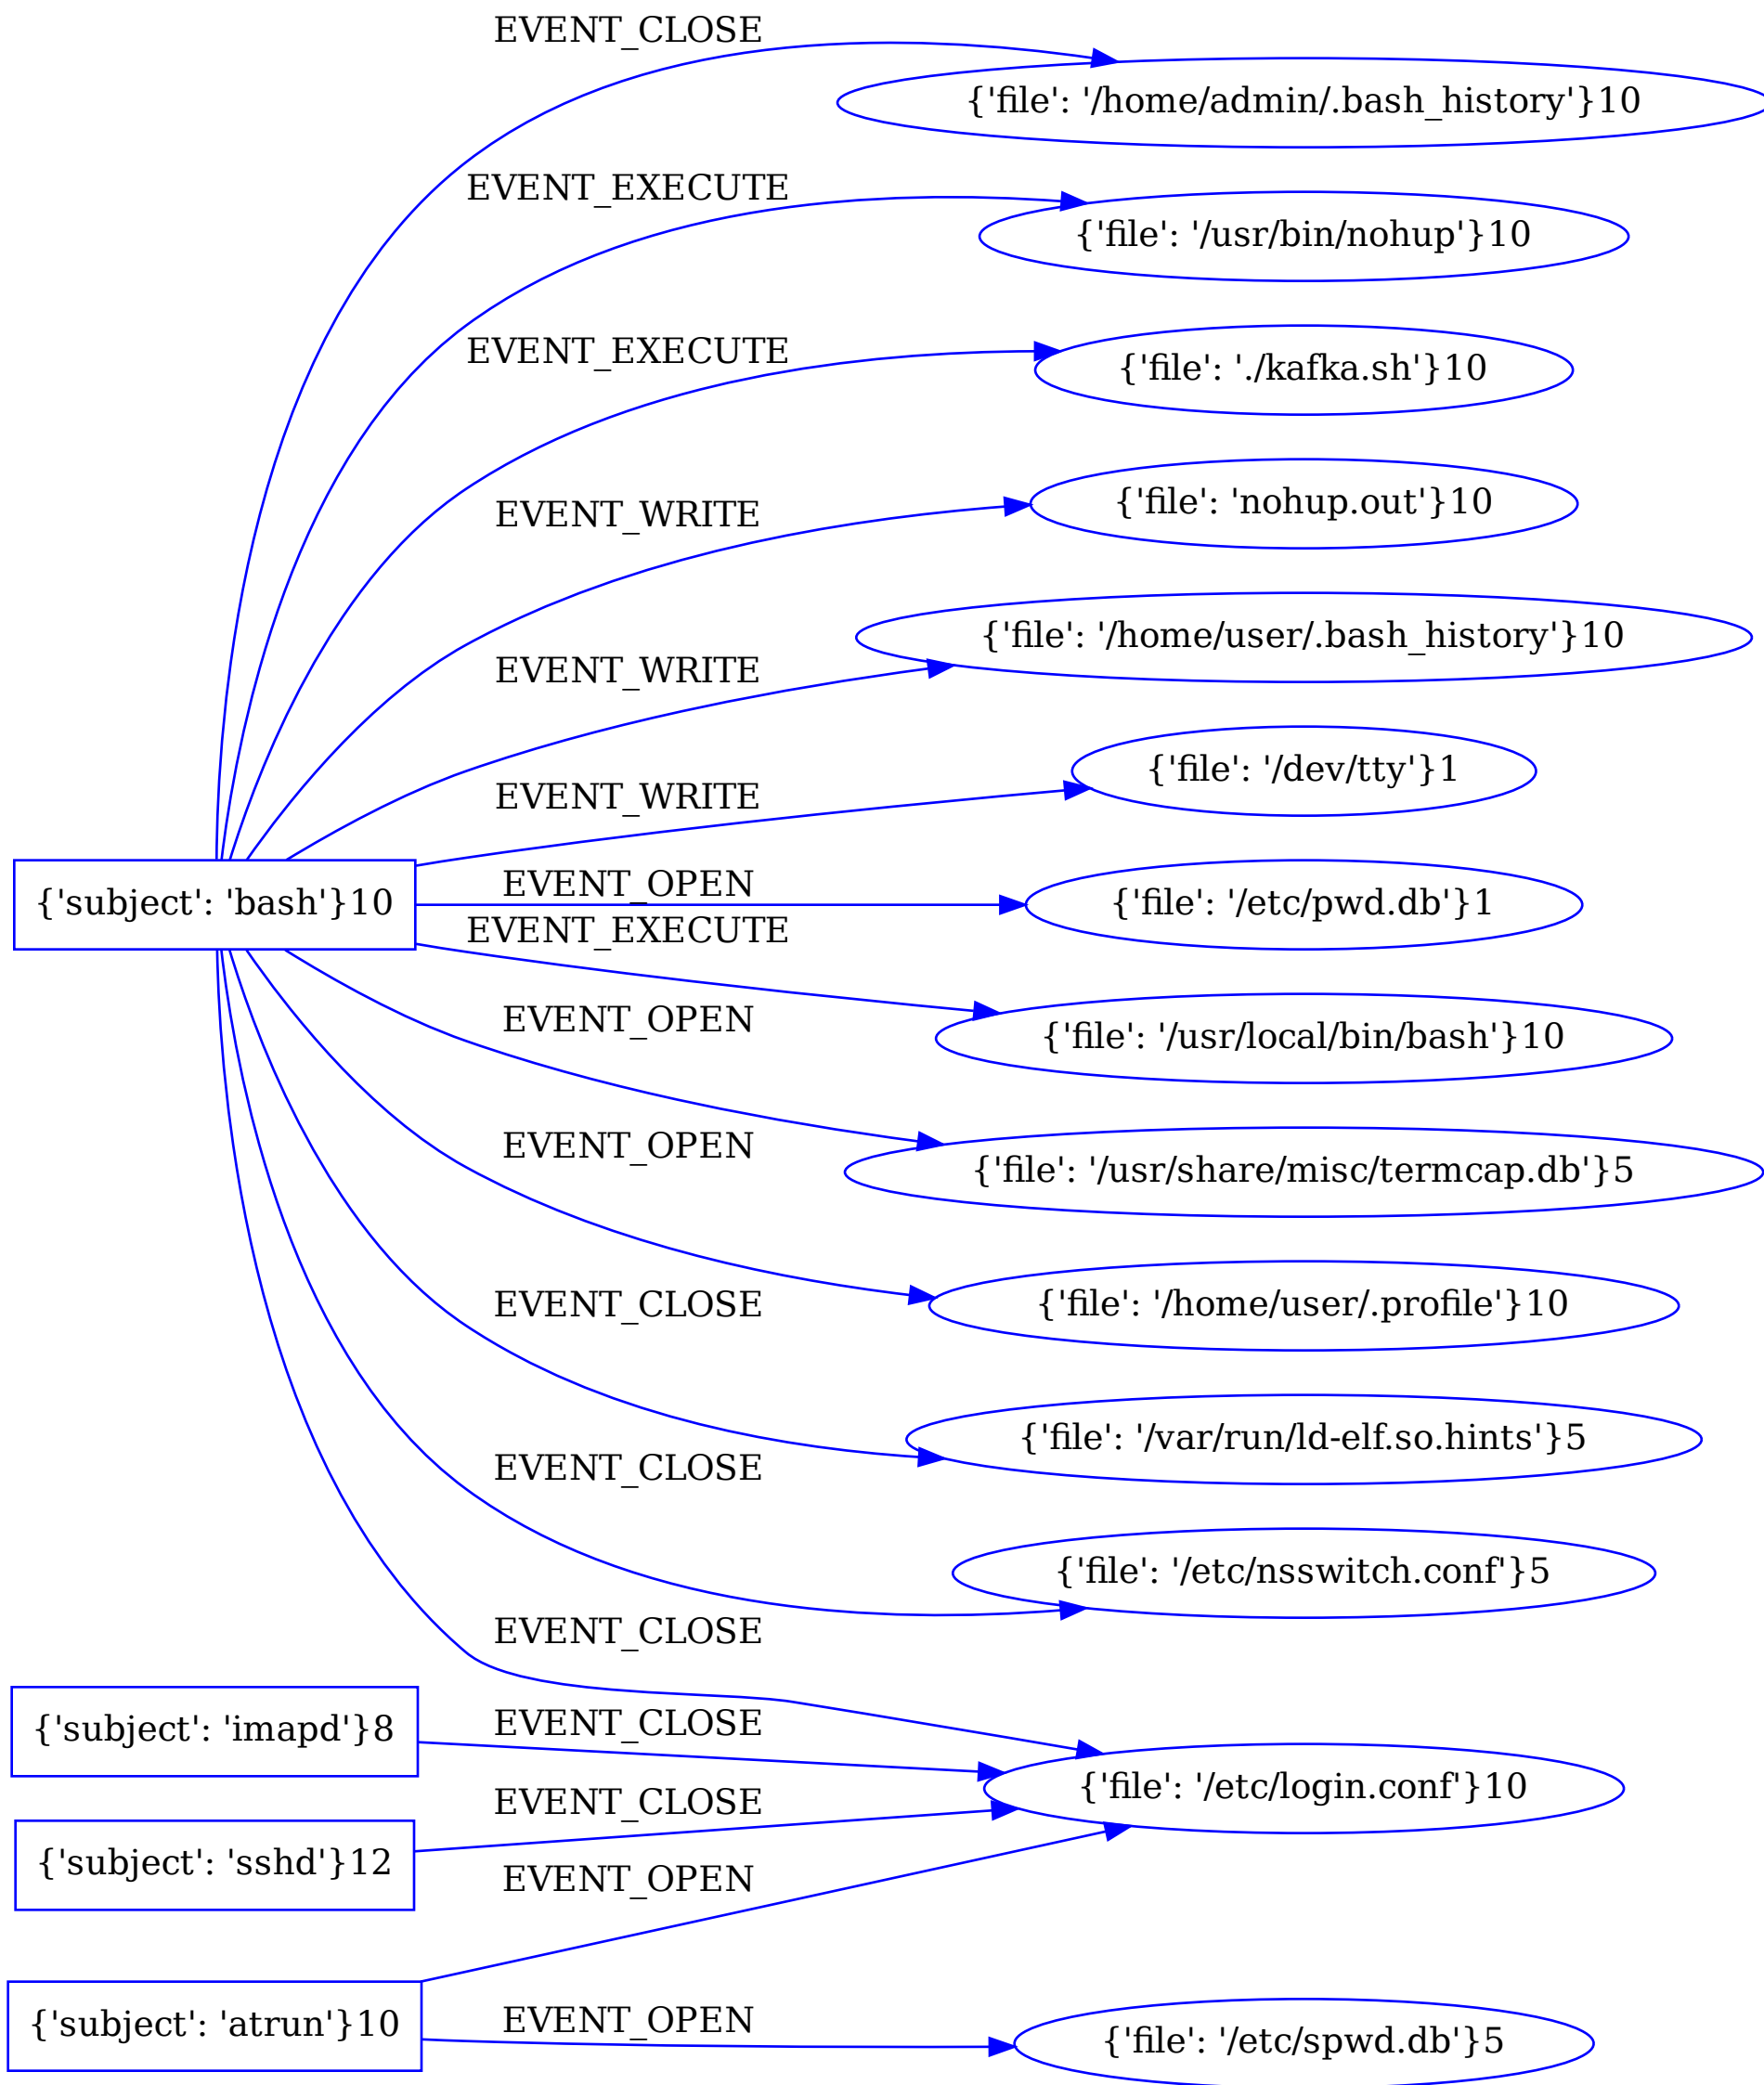 EVENT_CLOSE
{'file': '/home/admin/.bash_history'}10
EVENT_EXECUTE
{'file': '/usr/bin/nohup'}10
EVENT_EXECUTE
{'file': './kafka.sh'}10
EVENT_WRITE
{'file': 'nohup.out'}10
EVENT_WRITE
{'file': '/home/user/.bash_history'}10
EVENT_WRITE
{'file': '/dev/tty'}1
{'subject': 'bash'}10
EVENT_OPEN
{'file': '/etc/pwd.db'}1
EVENT_EXECUTE
{'file': '/usr/local/bin/bash'}10
EVENT_OPEN
{'file': '/usr/share/misc/termcap.db'}5
EVENT_OPEN
{'file': '/home/user/.profile'}10
EVENT_CLOSE
{'file': '/var/run/ld-elf.so.hints'}5
EVENT_CLOSE
{'file': '/etc/nsswitch.conf'}5
EVENT_CLOSE
{'subject': 'imapd'}8
EVENT_CLOSE
{'file': '/etc/login.conf'}10
EVENT_CLOSE
{'subject': 'sshd'}12
EVENT_OPEN
{'subject': 'atrun'}10
EVENT_OPEN
{'file': '/etc/spwd.db'}5